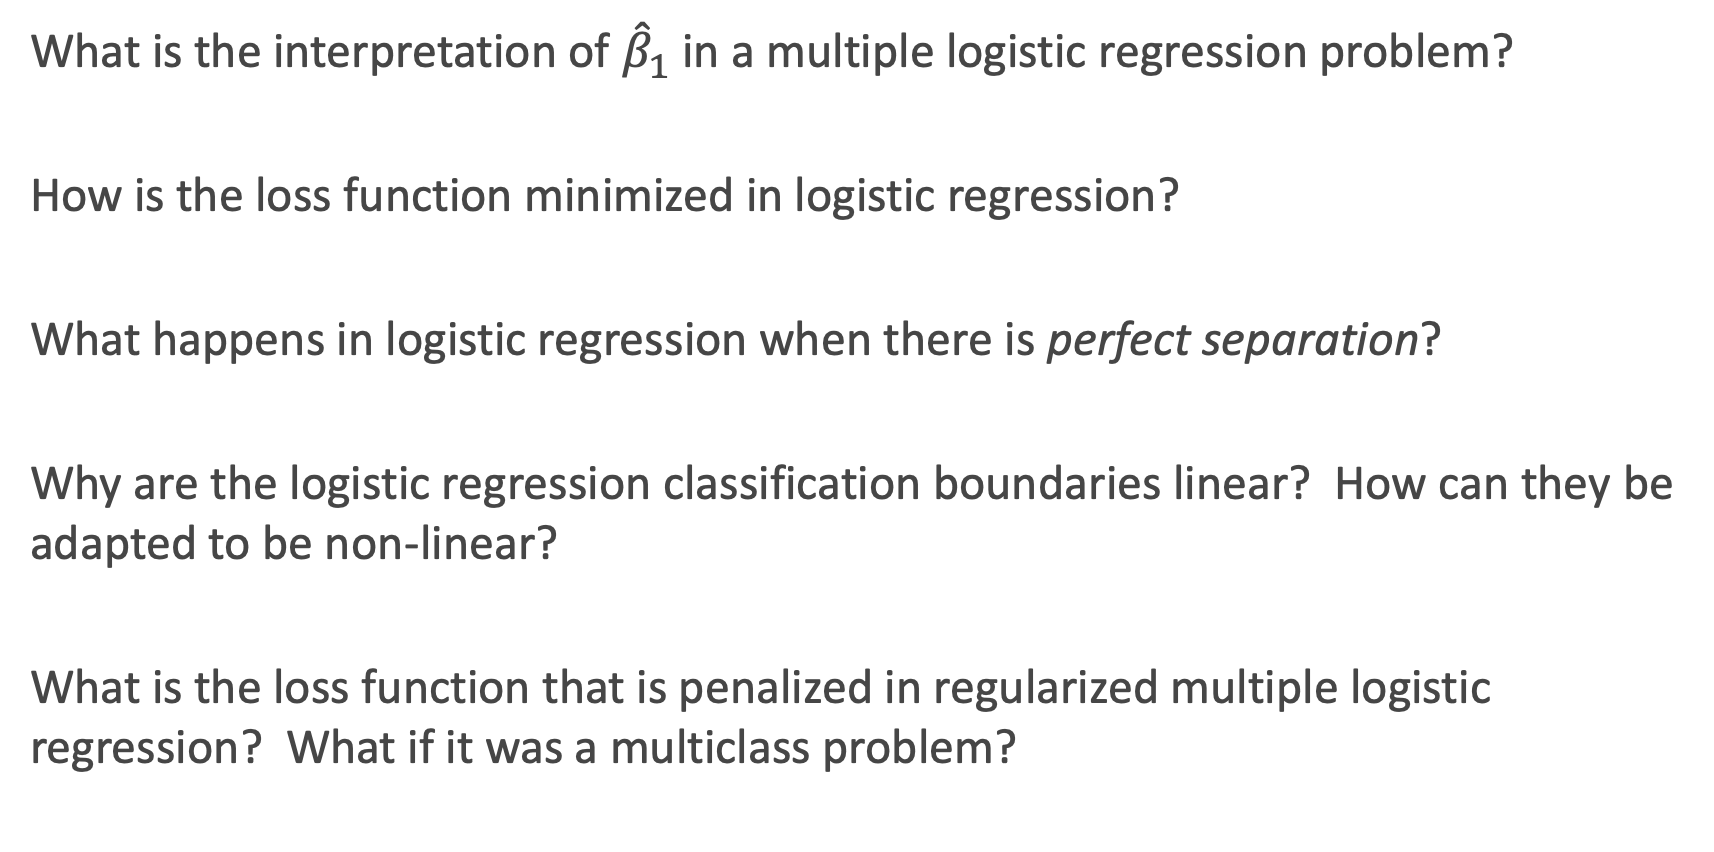 What is the interpretation of β̂₁ in a multiple logistic regression problem?
How is the loss function minimized in logistic regression?
What happens in logistic regression when there is perfect separation?
Why are the logistic regression classification boundaries linear?  How can they be
adapted to be non-linear?
What is the loss function that is penalized in regularized multiple logistic
regression?  What if it was a multiclass problem?